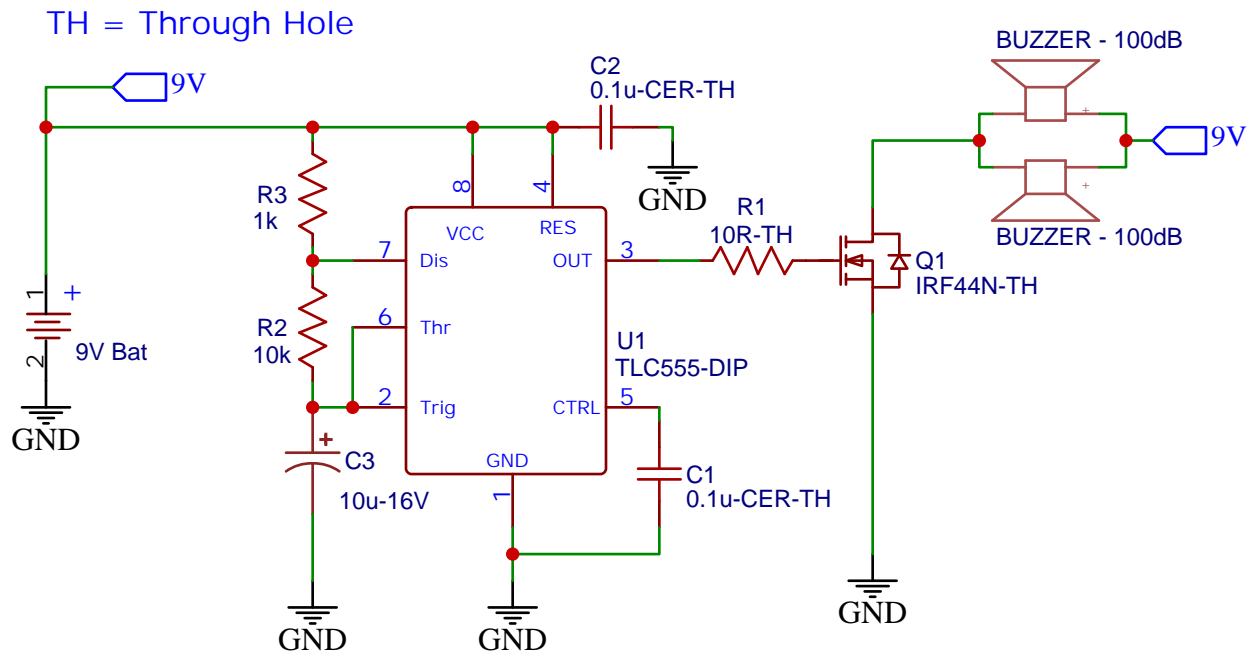 TH = Through Hole
9V
C2
0.1u-CER-TH
GND
BUZZER - 100dB
9V
BUZZER - 100dB
R3
1k
R2
10k
8
VCC
4
RES
7
Dis
6
Thr
2
Trig
OUT
3
CTRL
5
GND
1
U1
TLC555-DIP
R1
10R-TH
Q1
IRF44N-TH
1
+
2
9V Bat
GND
+
C3
10u-16V
C1
0.1u-CER-TH
GND
GND
GND
+
+